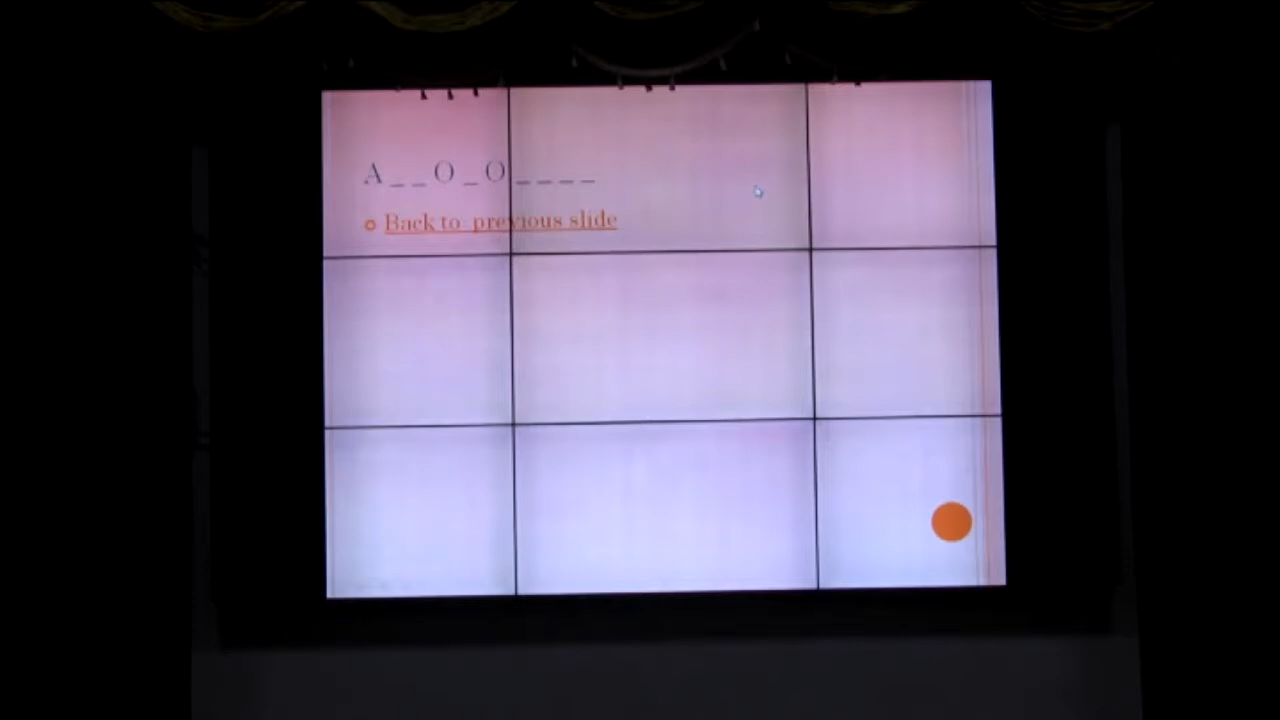 A _ _ O _ O _ _ _ _
Back to previous slide